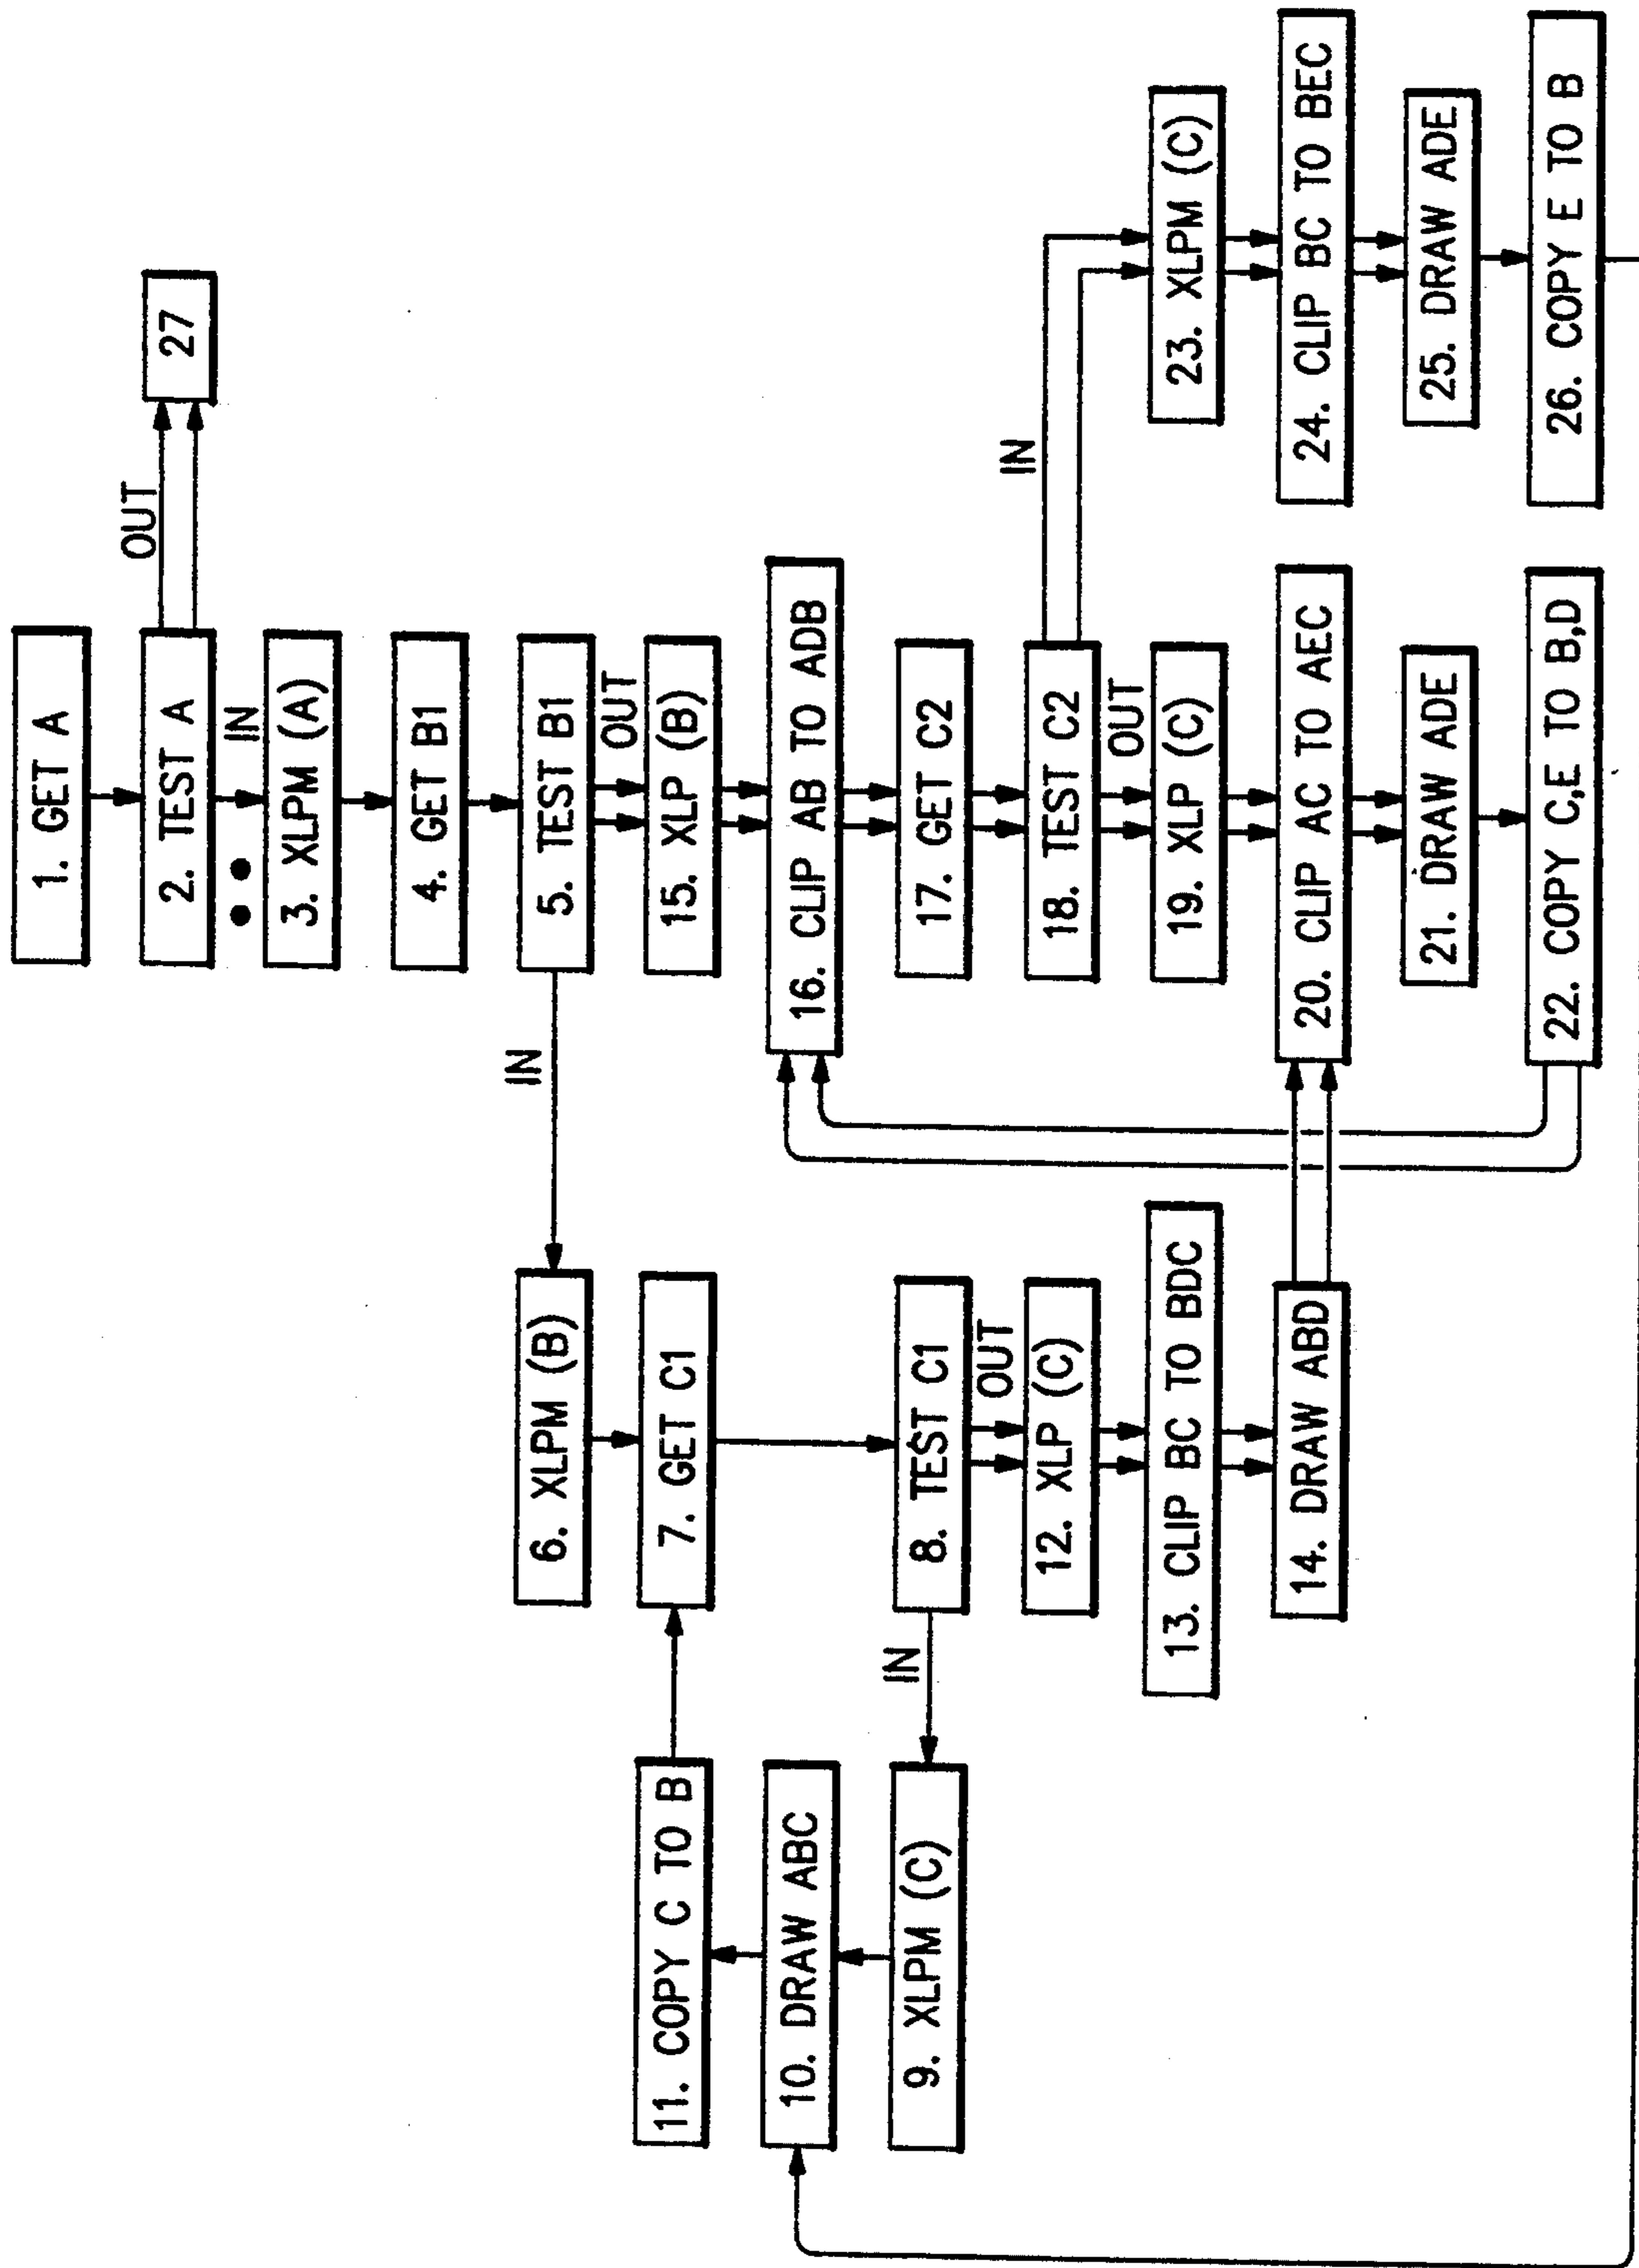 1. GET A
2. TEST A
OUT
27
IN
3. XLPM (A)
4. GET B1
5. TEST B1
IN
OUT
6. XLPM (B)
7. GET C1
8. TEST C1
IN
OUT
9. XLPM (C)
10. DRAW ABC
11. COPY C TO B
12. XLP (C)
13. CLIP BC TO BDC
14. DRAW ABD
15. XLP (B)
16. CLIP AB TO ADB
17. GET C2
18. TEST C2
IN
OUT
19. XLP (C)
20. CLIP AC TO AEC
21. DRAW ADE
22. COPY C,E TO B,D
23. XLPM (C)
24. CLIP BC TO BEC
25. DRAW ADE
26. COPY E TO B